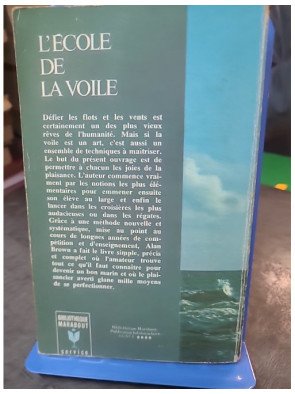 L'ÉCOLE
DE
LA VOILE
Défier les flots et les vents est
certainement un des plus vieux
rêves de l'humanité. Mais si la
voile est un art, c'est aussi un
ensemble de techniques à maîtriser.
Le but du présent ouvrage est de
permettre à chacun les joies de la
plaisance. L'auteur commence vrai-
ment par les notions les plus élé-
mentaires pour emmener ensuite
son élève au large et enfin le
lancer dans les croisières les plus
audacieuses ou dans les régates.
Grâce à une méthode nouvelle et
systématique, mise au point au
cours de longues années de com-
pétition et d'enseignement, Alan
Brown a fait le livre simple, précis
et complet où l'amateur trouve
tout ce qu'il faut connaître pour
devenir un bon marin et où le plai-
sancier averti glane mille moyens
de se perfectionner.
BIBLIOTHÈQUE
MARABOUT
service
Bibliothèque Marabout